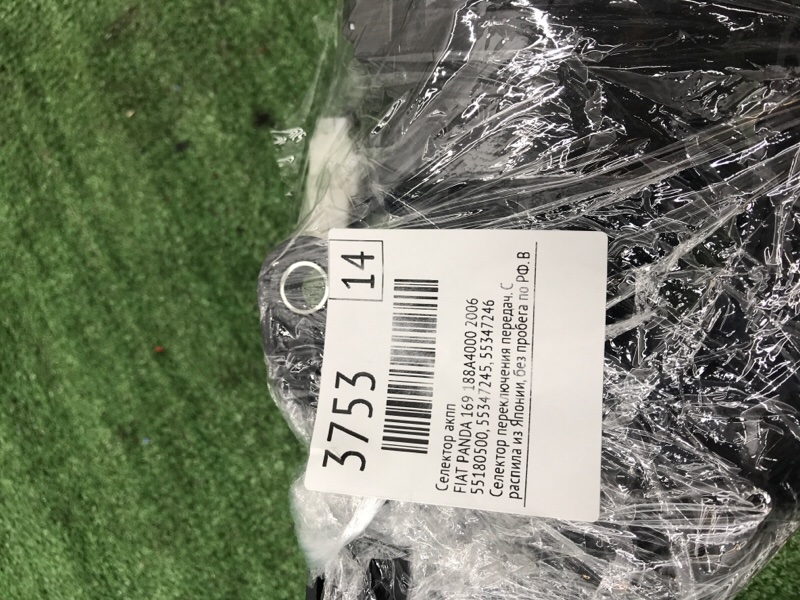 3753
14
Селектор акпп
FIAT PANDA 169 188A4000 2006
55180500, 55347245, 55347246
Селектор переключения передач. С
распила из Японии, без пробега по РФ. В